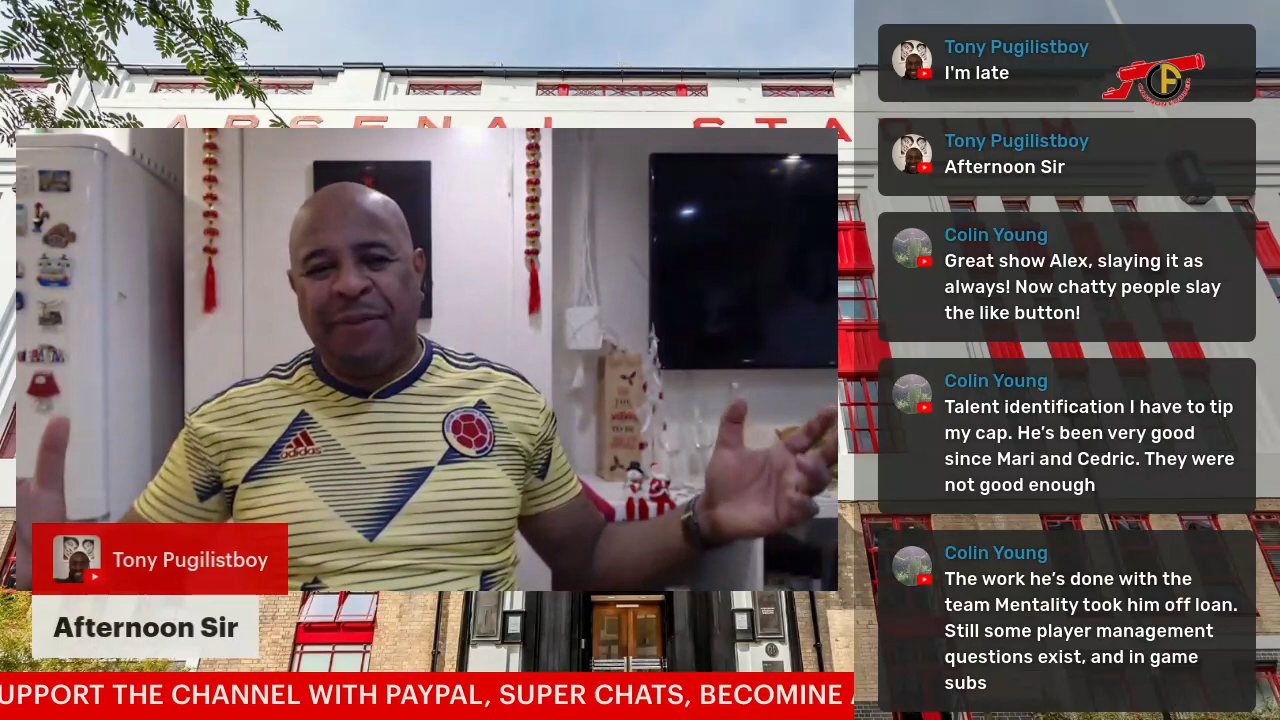 Tony Pugilistboy
I'm late
Tony Pugilistboy
Afternoon Sir
Colin Young
Great show Alex, slaying it as
always! Now chatty people slay
the like button!
Colin Young
Talent identification I have to tip
my cap. He’s been very good
since Mari and Cedric. They were
not good enough
Colin Young
The work he’s done with the
team Mentality took him off loan.
Still some player management
questions exist, and in game
subs
ARSENAL STA
adidas
Tony Pugilistboy
Afternoon Sir
UPPORT THE CHANNEL WITH PAYPAL, SUPER CHATS, BECOMINE